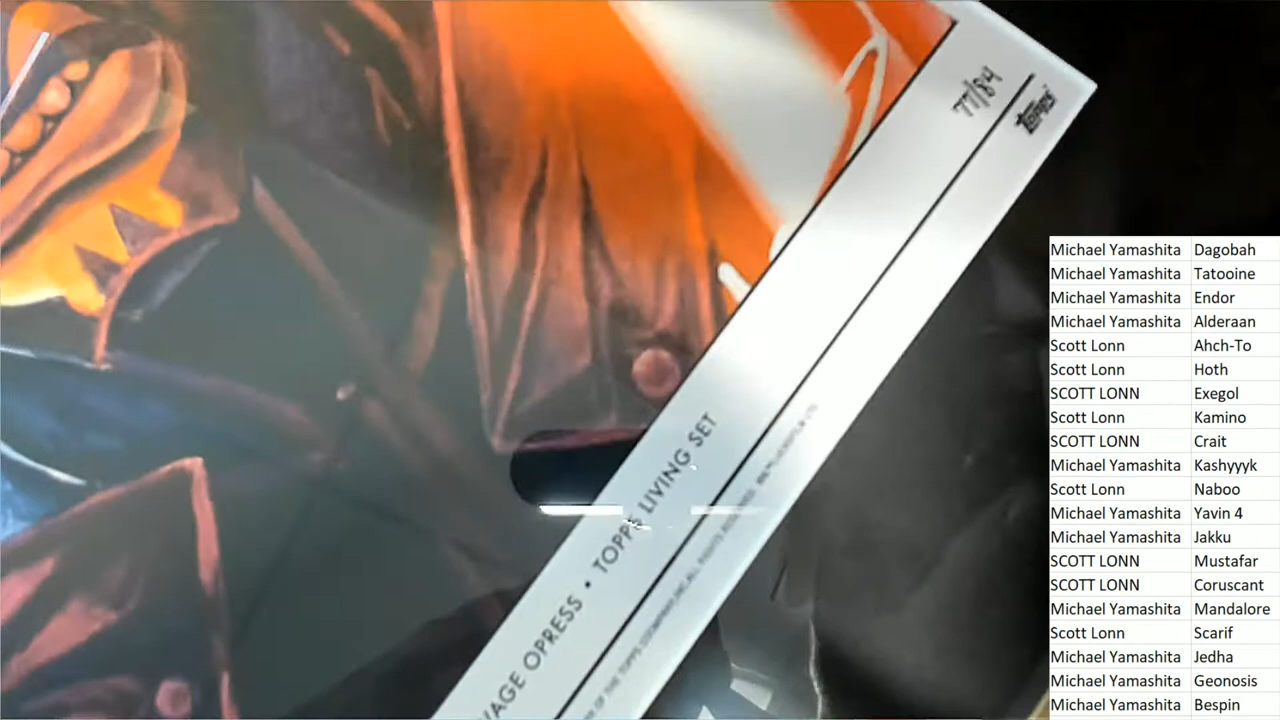 77/84
Topps
VAGE OPRESS • TOPPS LIVING SET
Michael Yamashita Dagobah
Michael Yamashita Tatooine
Michael Yamashita Endor
Michael Yamashita Alderaan
Scott Lonn Ahch-To
Scott Lonn Hoth
SCOTT LONN Exegol
Scott Lonn Kamino
SCOTT LONN Crait
Michael Yamashita Kashyyyk
Scott Lonn Naboo
Michael Yamashita Yavin 4
Michael Yamashita Jakku
SCOTT LONN Mustafar
SCOTT LONN Coruscant
Michael Yamashita Mandalore
Scott Lonn Scarif
Michael Yamashita Jedha
Michael Yamashita Geonosis
Michael Yamashita Bespin